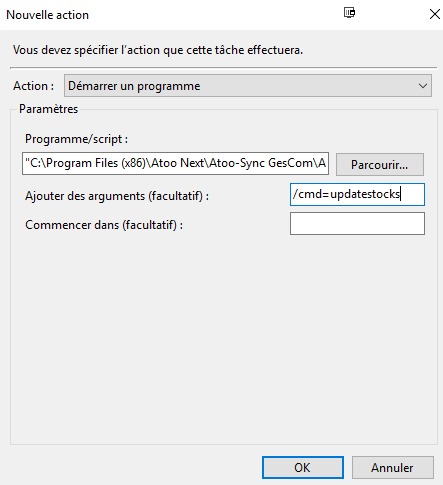 Nouvelle action
Vous devez spécifier l'action que cette tâche effectuera.
Action : Démarrer un programme
Paramètres
Programme/script :
"C:\Program Files (x86)\Atoo Next\Atoo-Sync GesCom\A Parcourir...
Ajouter des arguments (facultatif) : /cmd=updatestocks
Commencer dans (facultatif) :
OK Annuler